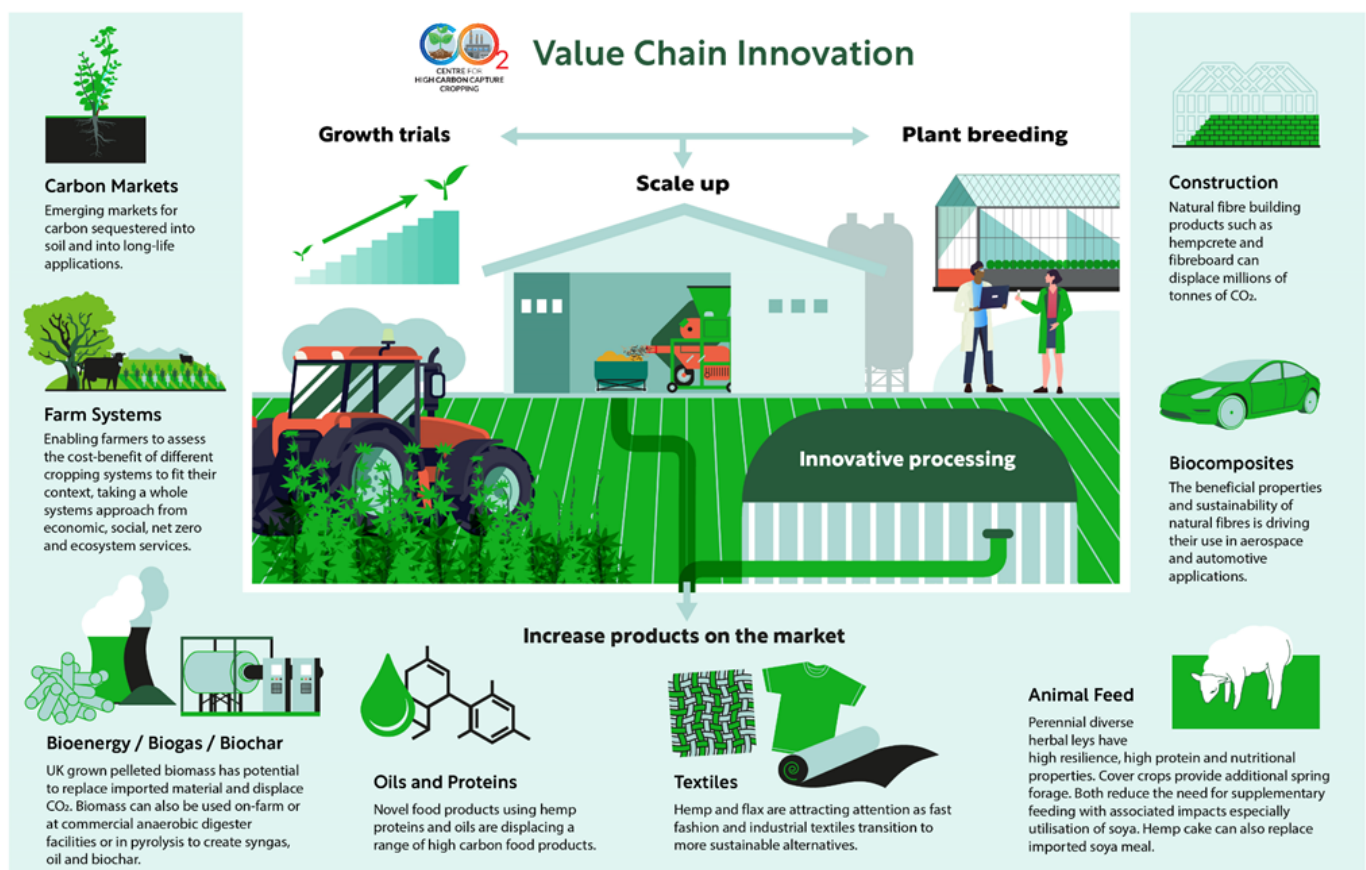 CO2
CENTRE FOR
HIGH CARBON CAPTURE
CROPPING
Value Chain Innovation
Growth trials
Plant breeding
Scale up
Innovative processing
Carbon Markets
Emerging markets for
carbon sequestered into
soil and into long-life
applications.
Farm Systems
Enabling farmers to assess
the cost-benefit of different
cropping systems to fit their
context, taking a whole
systems approach from
economic, social, net zero
and ecosystem services.
Construction
Natural fibre building
products such as
hempcrete and
fibreboard can
displace millions of
tonnes of CO₂.
Biocomposites
The beneficial properties
and sustainability of
natural fibres is driving
their use in aerospace
and automotive
applications.
Increase products on the market
Bioenergy / Biogas / Biochar
UK grown pelleted biomass has potential
to replace imported material and displace
CO₂. Biomass can also be used on-farm or
at commercial anaerobic digester
facilities or in pyrolysis to create syngas,
oil and biochar.
Oils and Proteins
Novel food products using hemp
proteins and oils are displacing a
range of high carbon food products.
Textiles
Hemp and flax are attracting attention as fast
fashion and industrial textiles transition to
more sustainable alternatives.
Animal Feed
Perennial diverse
herbal leys have
high resilience, high protein and nutritional
properties. Cover crops provide additional spring
forage. Both reduce the need for supplementary
feeding with associated impacts especially
utilisation of soya. Hemp cake can also replace
imported soya meal.